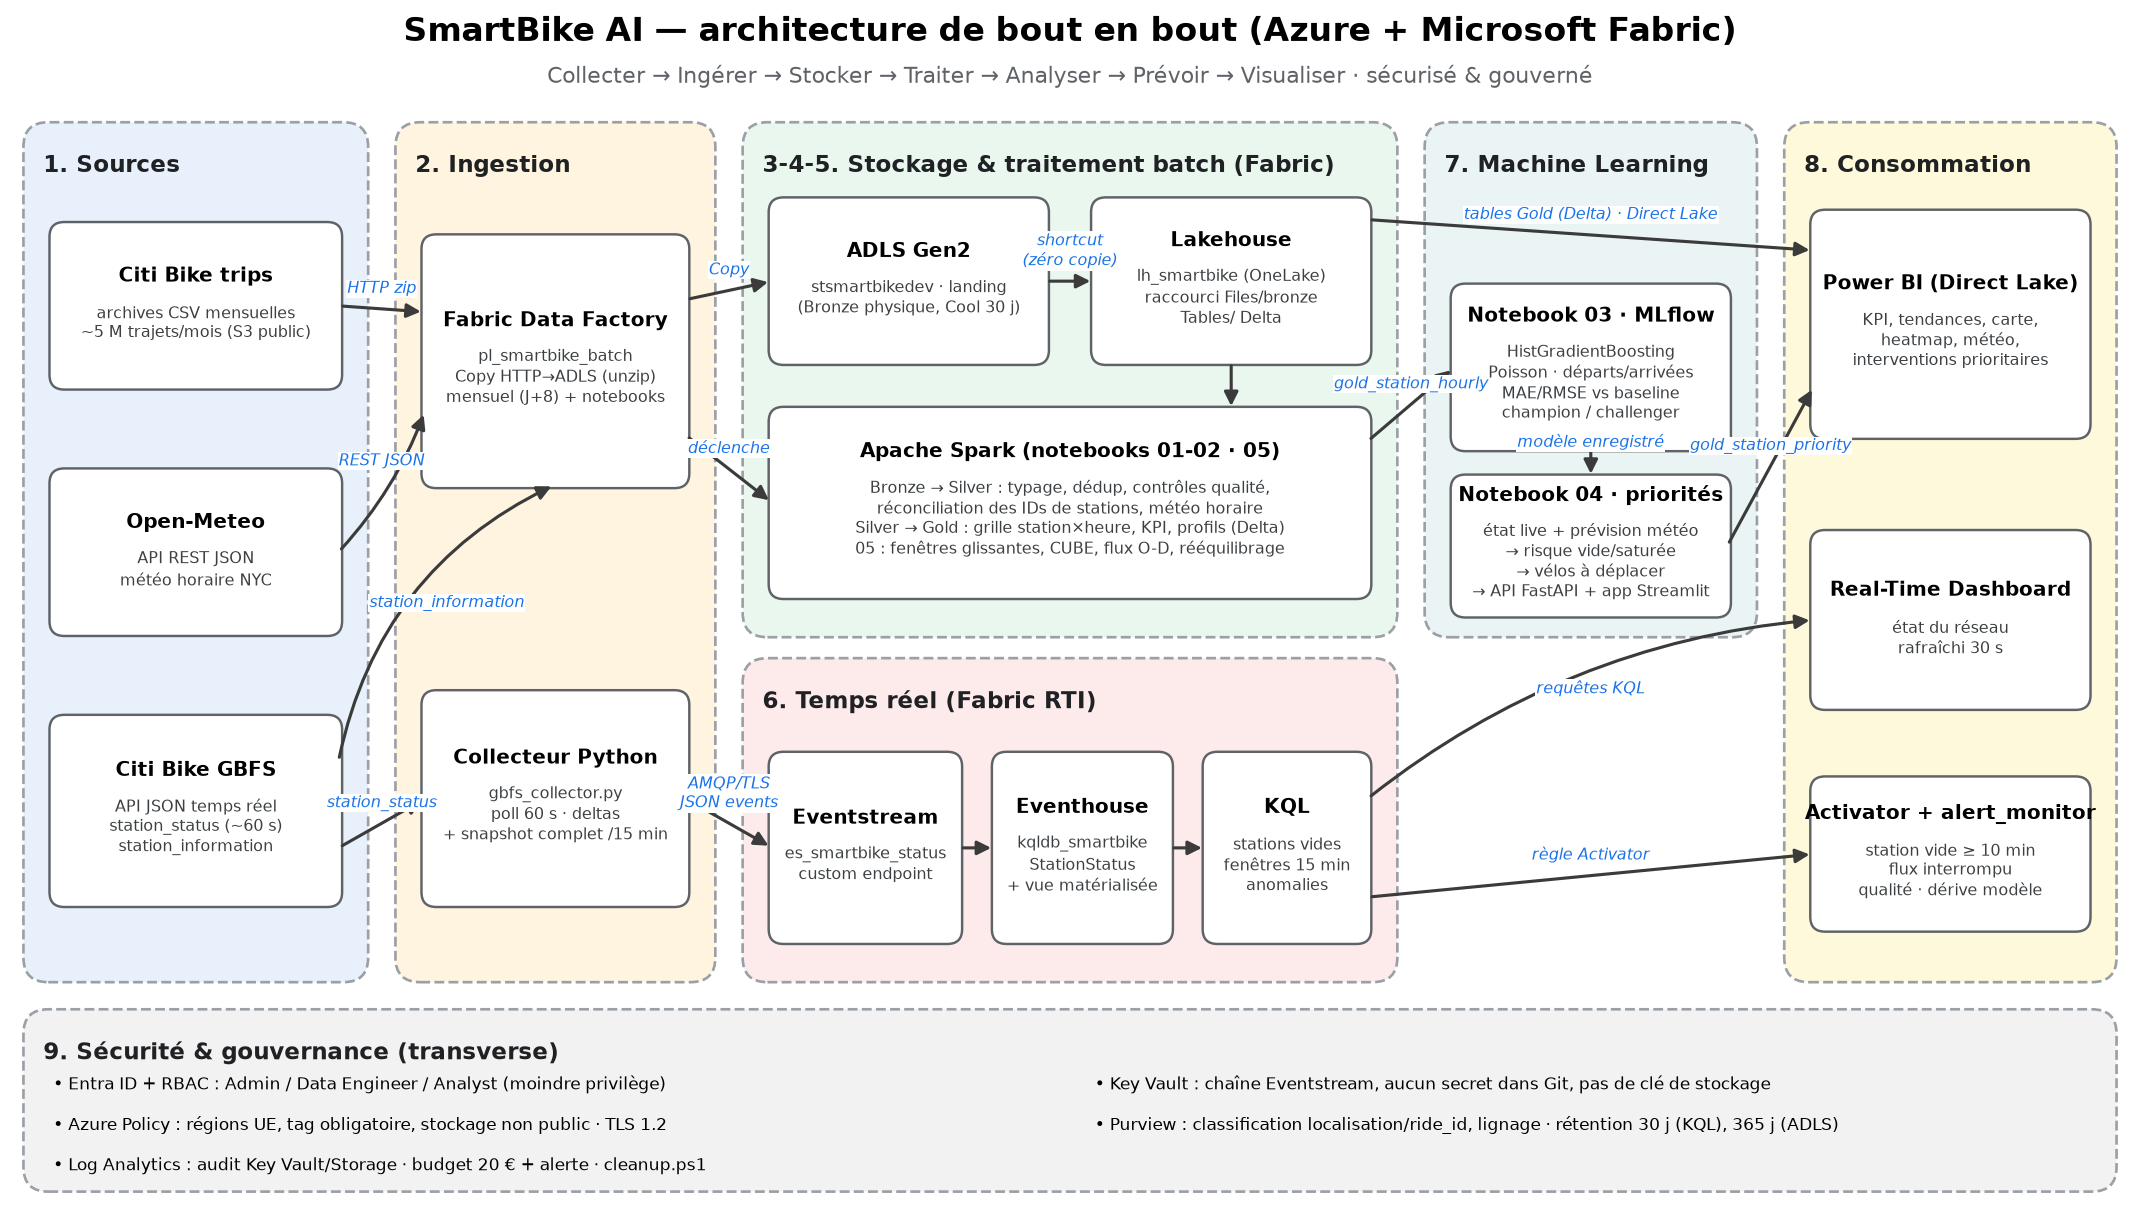 SmartBike AI — architecture de bout en bout (Azure + Microsoft Fabric)
Collecter → Ingérer → Stocker → Traiter → Analyser → Prévoir → Visualiser · sécurisé & gouverné
1. Sources
Citi Bike trips
archives CSV mensuelles
~5 M trajets/mois (S3 public)
Open-Meteo
API REST JSON
météo horaire NYC
Citi Bike GBFS
API JSON temps réel
station_status (~60 s)
station_information
HTTP zip
REST JSON
station_information
station_status
2. Ingestion
Fabric Data Factory
pl_smartbike_batch
Copy HTTP→ADLS (unzip)
mensuel (J+8) + notebooks
Collecteur Python
gbfs_collector.py
poll 60 s · deltas
+ snapshot complet /15 min
Copy
déclenche
AMQP/TLS
JSON events
3-4-5. Stockage & traitement batch (Fabric)
ADLS Gen2
stsmartbikedev · landing
(Bronze physique, Cool 30 j)
shortcut
(zéro copie)
Lakehouse
lh_smartbike (OneLake)
raccourci Files/bronze
Tables/ Delta
Apache Spark (notebooks 01-02 · 05)
Bronze → Silver : typage, dédup, contrôles qualité,
réconciliation des IDs de stations, météo horaire
Silver → Gold : grille station×heure, KPI, profils (Delta)
05 : fenêtres glissantes, CUBE, flux O-D, rééquilibrage
6. Temps réel (Fabric RTI)
Eventstream
es_smartbike_status
custom endpoint
Eventhouse
kqldb_smartbike
StationStatus
+ vue matérialisée
KQL
stations vides
fenêtres 15 min
anomalies
7. Machine Learning
tables Gold (Delta) · Direct Lake
gold_station_hourly
Notebook 03 · MLflow
HistGradientBoosting
Poisson · départs/arrivées
MAE/RMSE vs baseline
champion / challenger
modèle enregistré
gold_station_priority
Notebook 04 · priorités
état live + prévision météo
→ risque vide/saturée
→ vélos à déplacer
→ API FastAPI + app Streamlit
requêtes KQL
règle Activator
8. Consommation
Power BI (Direct Lake)
KPI, tendances, carte,
heatmap, météo,
interventions prioritaires
Real-Time Dashboard
état du réseau
rafraîchi 30 s
Activator + alert_monitor
station vide ≥ 10 min
flux interrompu
qualité · dérive modèle
9. Sécurité & gouvernance (transverse)
• Entra ID + RBAC : Admin / Data Engineer / Analyst (moindre privilège)
• Key Vault : chaîne Eventstream, aucun secret dans Git, pas de clé de stockage
• Azure Policy : régions UE, tag obligatoire, stockage non public · TLS 1.2
• Purview : classification localisation/ride_id, lignage · rétention 30 j (KQL), 365 j (ADLS)
• Log Analytics : audit Key Vault/Storage · budget 20 € + alerte · cleanup.ps1